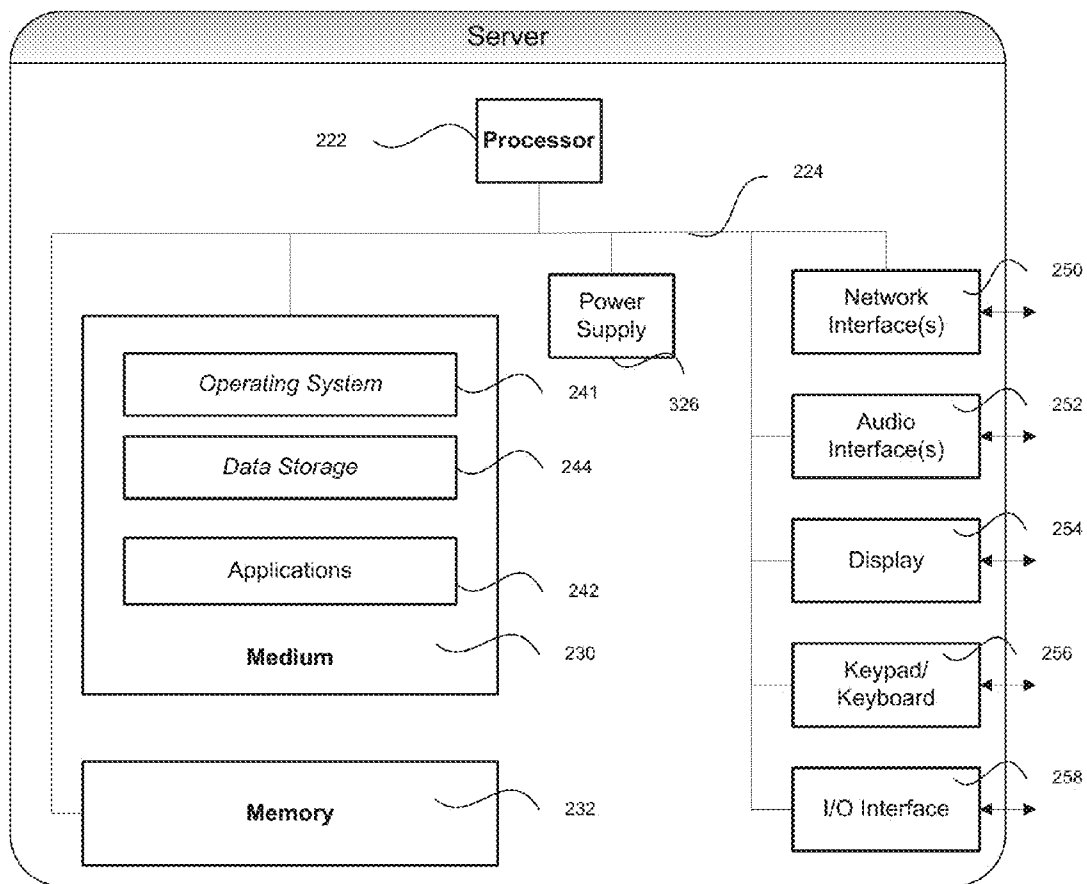 Server
Processor
222
224
Power
Supply
326
Network
Interface(s)
250
Operating System
241
Audio
Interface(s)
252
Data Storage
244
Display
254
Applications
242
Medium
230
Keypad/
Keyboard
256
Memory
232
I/O Interface
258